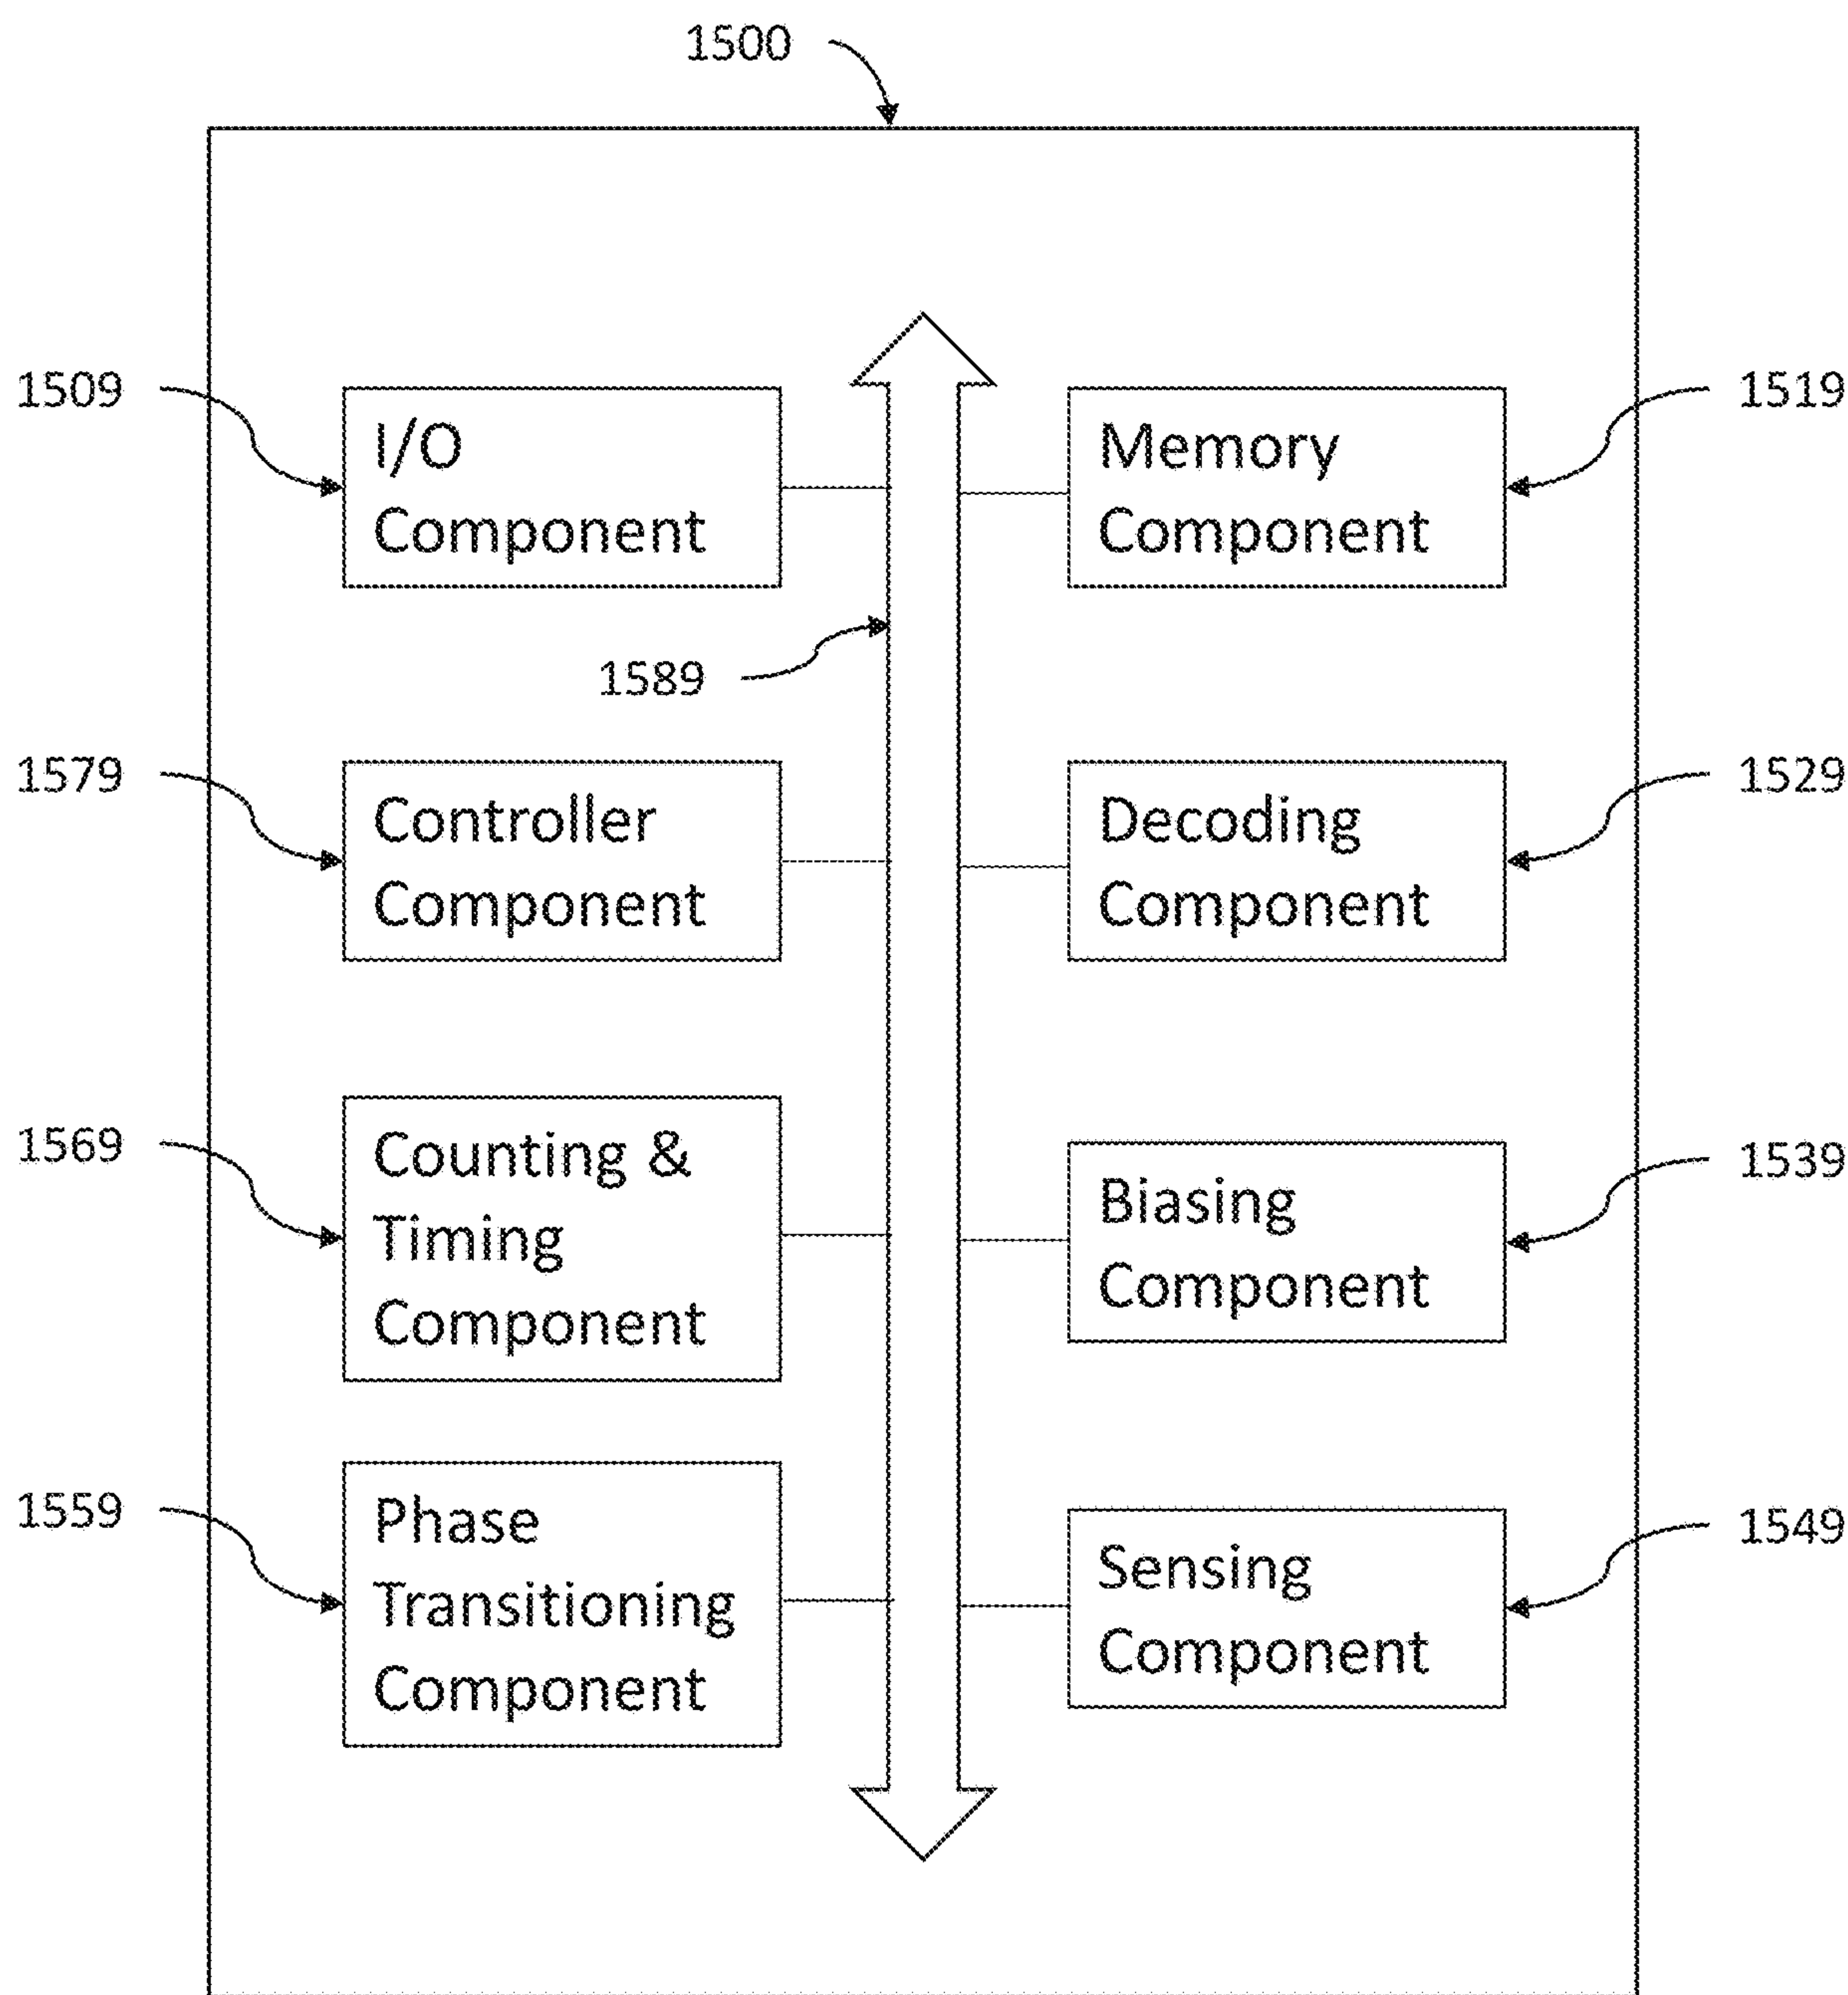 1500
1509
I/O
Component
Memory
Component
1519
1589
1579
Controller
Component
Decoding
Component
1529
1569
Counting &
Timing
Component
Biasing
Component
1539
1559
Phase
Transitioning
Component
Sensing
Component
1549